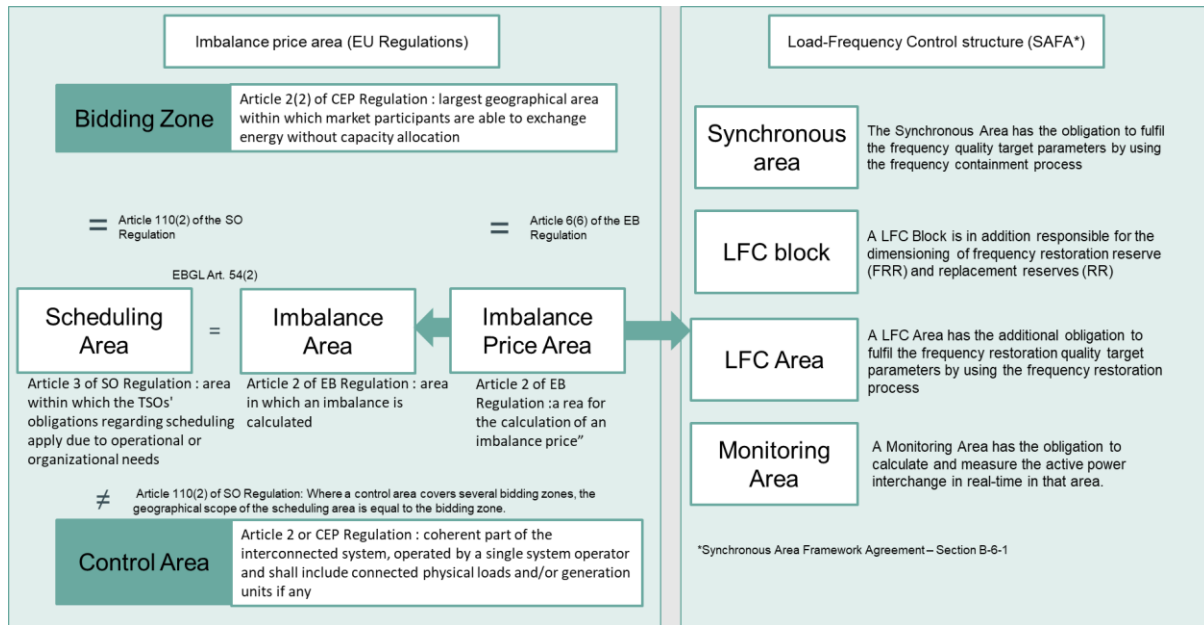 Imbalance price area (EU Regulations)
Bidding Zone
Article 2(2) of CEP Regulation : largest geographical area
within which market participants are able to exchange
energy without capacity allocation
=
Article 110(2) of the SO
Regulation
=
Article 6(6) of the EB
Regulation
EBGL Art. 54(2)
Scheduling
Area
=
Imbalance
Area
Imbalance
Price Area
Article 3 of SO Regulation : area
within which the TSOs'
obligations regarding scheduling
apply due to operational or
organizational needs
Article 2 of EB Regulation : area
in which an imbalance is
calculated
Article 2 of EB
Regulation :a rea for
the calculation of an
imbalance price”
≠
Article 110(2) of SO Regulation: Where a control area covers several bidding zones, the
geographical scope of the scheduling area is equal to the bidding zone.
Control Area
Article 2 or CEP Regulation : coherent part of the
interconnected system, operated by a single system operator
and shall include connected physical loads and/or generation
units if any
Load-Frequency Control structure (SAFA*)
Synchronous
area
The Synchronous Area has the obligation to fulfil
the frequency quality target parameters by using
the frequency containment process
LFC block
A LFC Block is in addition responsible for the
dimensioning of frequency restoration reserve
(FRR) and replacement reserves (RR)
LFC Area
A LFC Area has the additional obligation to
fulfil the frequency restoration quality target
parameters by using the frequency restoration
process
Monitoring
Area
A Monitoring Area has the obligation to
calculate and measure the active power
interchange in real-time in that area.
*Synchronous Area Framework Agreement – Section B-6-1